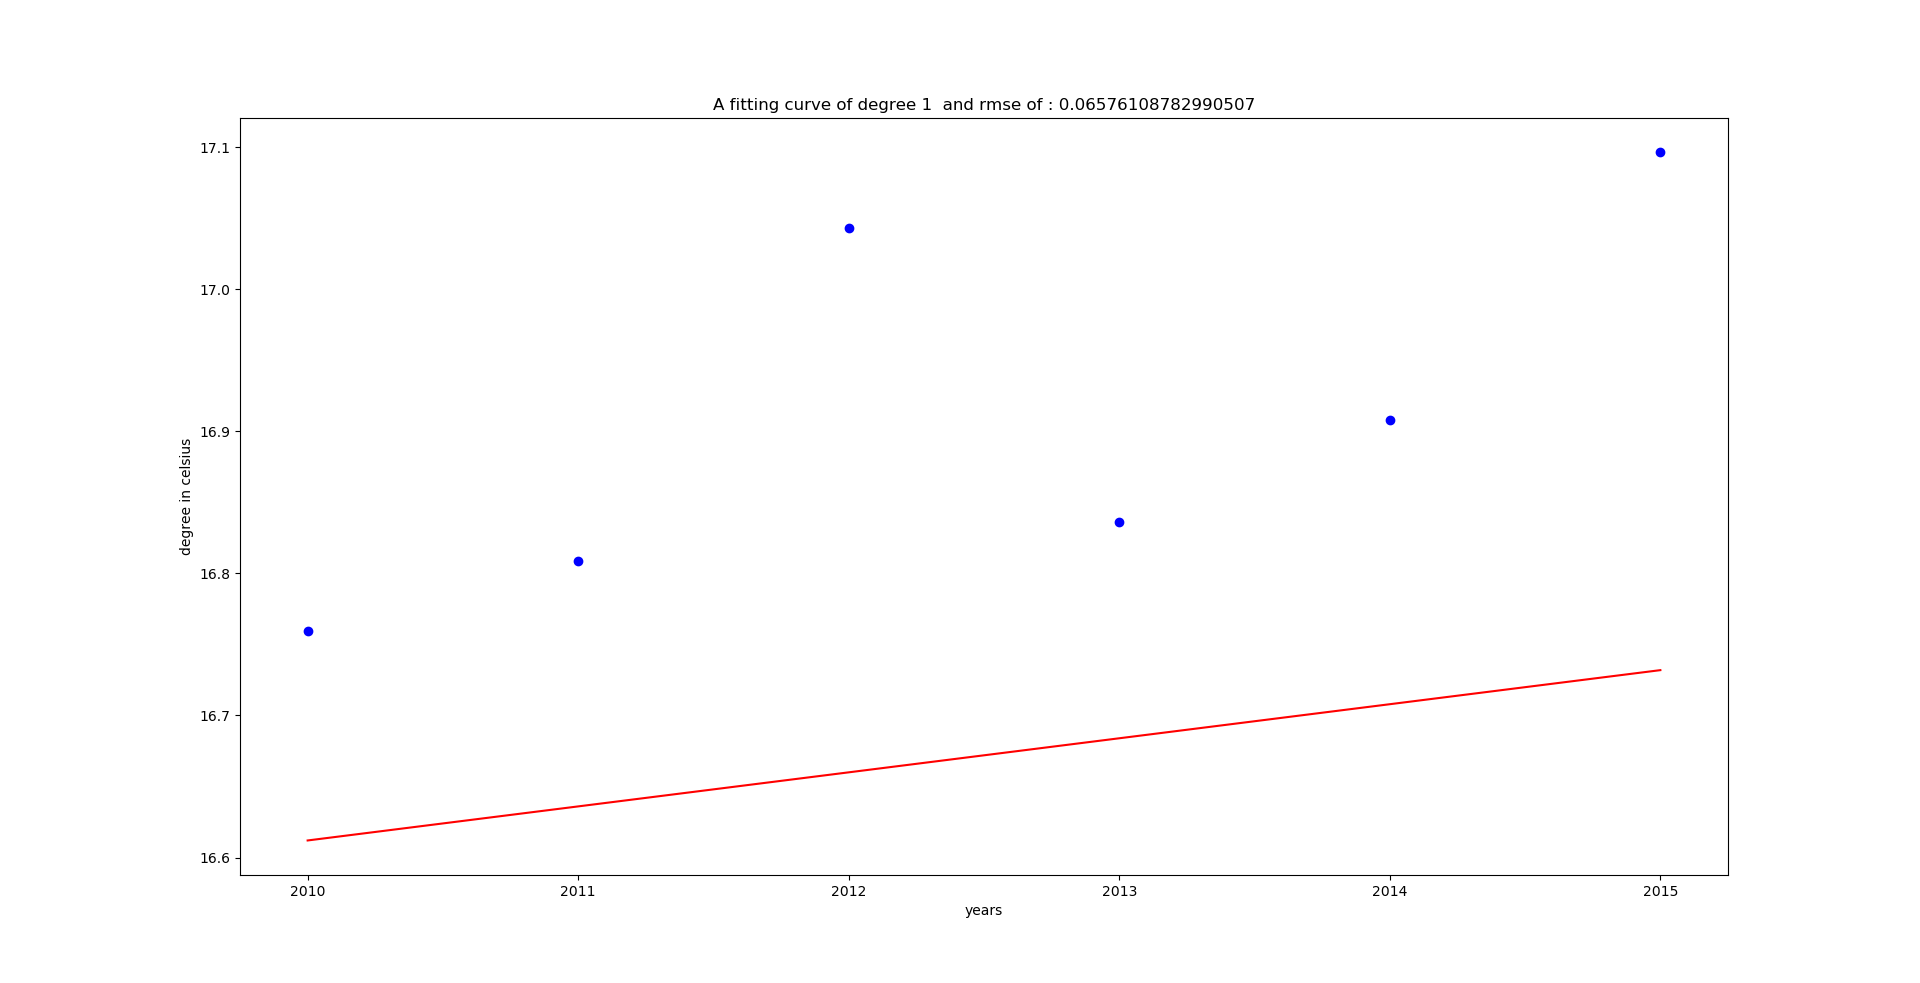 A fitting curve of degree 1  and rmse of : 0.06576108782990507
17.1
17.0
16.9
16.8
16.7
16.6
degree in celsius
2010 2011 2012 2013 2014 2015
years